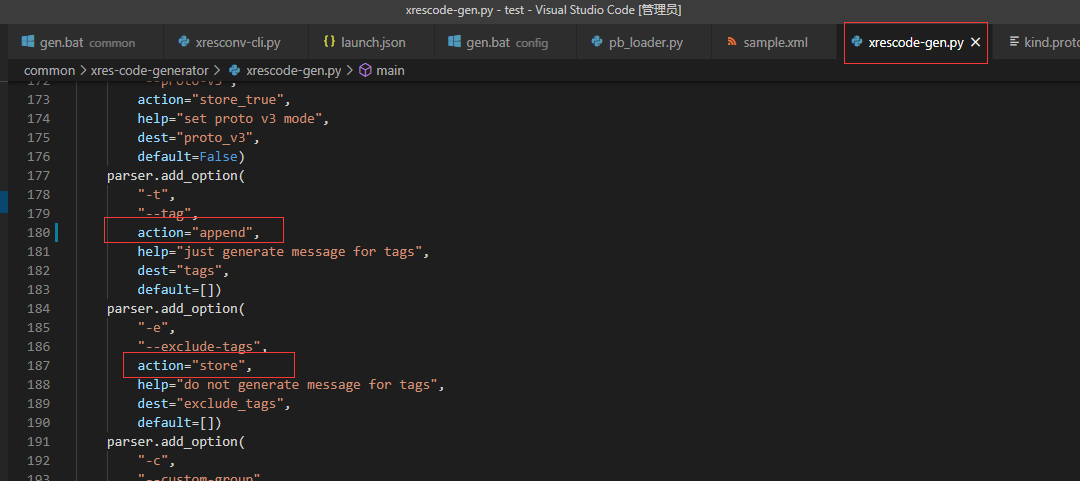 xrescode-gen.py - test - Visual Studio Code [管理员]
gen.bat common xresconv-cli.py {} launch.json gen.bat config pb_loader.py sample.xml xrescode-gen.py × kind.proto
common > xres-code-generator > xrescode-gen.py > main
172 "--proto-v3",
173 action="store_true",
174 help="set proto v3 mode",
175 dest="proto_v3",
176 default=False)
177 parser.add_option(
178 "-t",
179 "--tag",
180 action="append",
181 help="just generate message for tags",
182 dest="tags",
183 default=[])
184 parser.add_option(
185 "-e",
186 "--exclude-tags",
187 action="store",
188 help="do not generate message for tags",
189 dest="exclude_tags",
190 default=[])
191 parser.add_option(
192 "-c",
193 "--custom-group"